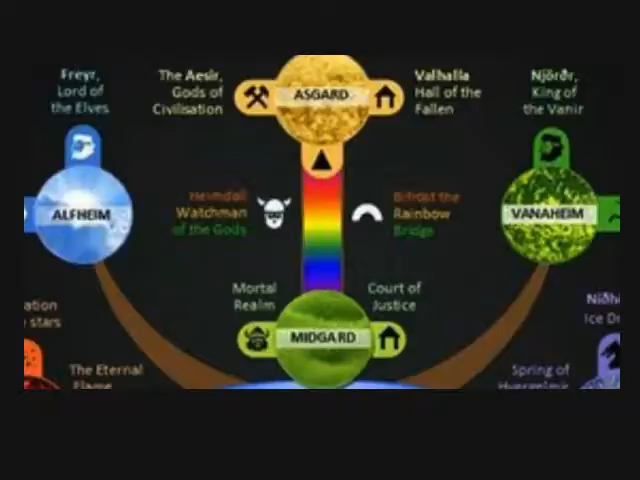 Freyr,
Lord of
the Elves
The Aesir,
Gods of
Civilisation
ASGARD
Valhalla
Hall of the
Fallen
Njörðr,
King of
the Vanir
ALFHEIM
Heimdall
Watchman
of the Gods
Bifrost the
Rainbow
Bridge
VANAHEIM
Mortal
Realm
Court of
Justice
MIDGARD
stars
The Eternal
Flame
Ice
Spring of